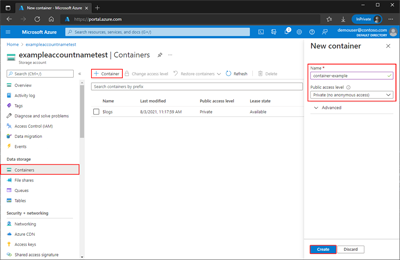 New container - Microsoft Azure
https://portal.azure.com
InPrivate
Microsoft Azure
Search resources, services, and docs (G+/)
demouser@contoso.com
DEFAULT DIRECTORY
Home > exampleaccountnametest
exampleaccountnametest | Containers
Storage account
Search (Ctrl+/)
Overview
Activity log
Tags
Diagnose and solve problems
Access Control (IAM)
Data migration
Events
Data storage
Containers
File shares
Queues
Tables
Security + networking
Networking
Azure CDN
Access keys
Shared access signature
+ Container
Change access level
Restore containers
Refresh
Delete
Search containers by prefix
Name Last modified Public access level Lease state
$logs 8/3/2021, 11:17:39 AM Private Available
New container
Name *
container-example
Public access level
Private (no anonymous access)
Advanced
Create
Discard